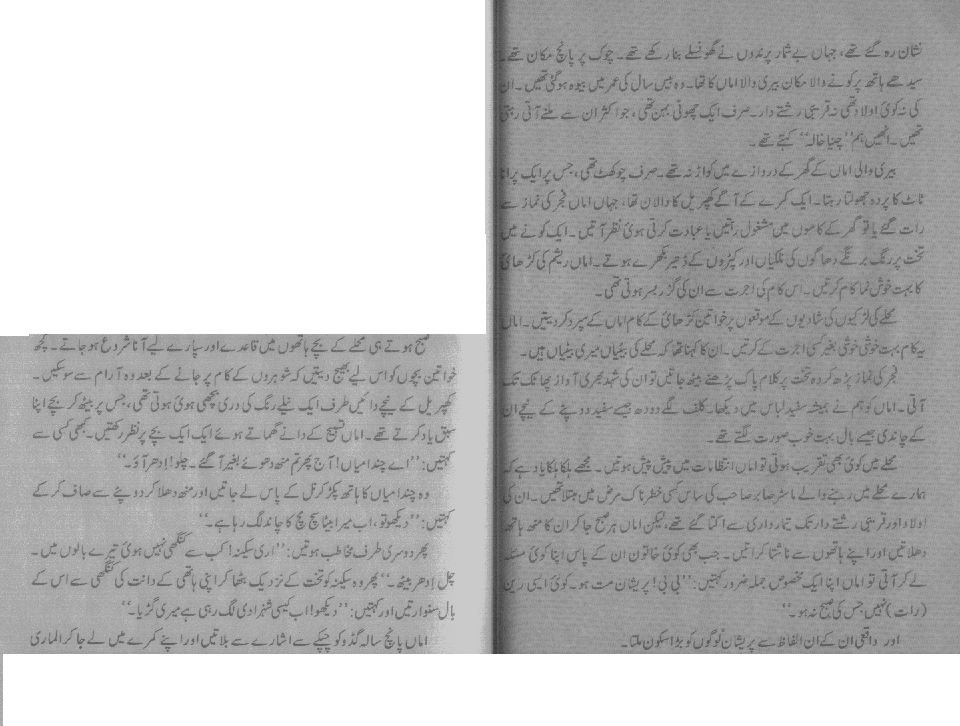 نشان رہ گئے تھے، جہاں بے شمار پرندوں نے گھونسلے بنا رکھے تھے۔ چوک پر پانچ مکان تھے۔
سیدھے ہاتھ پر کونے والا مکان بیری والا اماں کا تھا۔ وہ بیس سال کی عمر میں بیوہ ہوگئی تھیں۔ ان
کی نہ کوئی اولاد تھی نہ قریبی رشتے دار۔ صرف ایک چھوٹی بہن تھی، جو اکثر ان سے ملنے آتی رہتی
تھیں۔ انھیں ہم ’’چنیا خالہ‘‘ کہتے تھے۔
بیری والی اماں کے گھر کے دروازے میں کواڑ نہ تھے۔ صرف چوکھٹ تھی، جس پر ایک پرانا
ٹاٹ کا پردہ جھولتا رہتا۔ ایک کمرے کے آگے کھپریل کا دالان تھا، جہاں اماں فجر کی نماز سے
رات گئے یا تو گھر کے کاموں میں مشغول رہتیں یا عبادت کرتی ہوئی نظر آتیں۔ ایک کونے میں
تخت پر رنگ برنگے دھاگوں کی نلکیاں اور کپڑوں کے ڈھیر بکھرے ہوتے۔ اماں ریشم کی کڑھائی
کا بہت خوش نما کام کرتیں۔ اس کام کی اجرت سے ان کی گزر بسر ہوتی تھی۔
محلے کی لڑکیوں کی شادیوں کے موقعوں پر خواتین کڑھائی کے کام اماں کے سپرد کر دیتیں۔ اماں
یہ کام بہت خوشی خوشی بغیر کسی اجرت کے کرتیں۔ ان کا کہنا تھا کہ محلے کی بیٹیاں میری بیٹیاں ہیں۔
فجر کی نماز پڑھ کر وہ تخت پر کلام پاک پڑھنے بیٹھ جاتیں تو ان کی شہد بھری آواز پھاٹک تک
آتی۔ اماں کو ہم نے ہمیشہ سفید لباس میں دیکھا۔ کلف لگے دودھ جیسے سفید دوپٹے کے نیچے ان
کے چاندی جیسے بال بہت خوب صورت لگتے تھے۔
محلے میں کوئی بھی تقریب ہوتی تو اماں انتظامات میں پیش پیش ہوتیں۔ مجھے ہلکا ہلکا یاد ہے کہ
ہمارے محلے میں رہنے والے ماسٹر صابر صاحب کی ساس کسی خطرناک مرض میں مبتلا تھیں۔ ان کی
اولاد اور قریبی رشتے دار تک تیمارداری سے اکتا گئے تھے، لیکن اماں ہر صبح جا کر ان کا منھ ہاتھ
دھلاتیں اور اپنے ہاتھوں سے ناشتا کراتیں۔ جب بھی کوئی خاتون ان کے پاس اپنا کوئی مسئلہ
لے کر آتی تو اماں اپنا ایک مخصوص جملہ ضرور کہتیں: ’’بی بی! پریشان مت ہو۔ کوئی ایسی رین
(رات) نہیں جس کی صبح نہ ہو۔‘‘
اور واقعی ان کے ان الفاظ سے پریشان لوگوں کو بڑا سکون ملتا۔
صبح ہوتے ہی محلے کے بچے ہاتھوں میں قاعدے اور سپارے لیے آنا شروع ہو جاتے۔ کچھ
خواتین بچوں کو اس لیے بھیج دیتیں کہ شوہروں کے کام پر جانے کے بعد وہ آرام سے سو سکیں۔
کھپریل کے نیچے دائیں طرف ایک نیلے رنگ کی دری بچھی ہوئی ہوتی تھی، جس پر بیٹھ کر بچے اپنا
سبق یاد کرتے تھے۔ اماں تسبیح کے دانے گھماتے ہوئے ایک ایک بچے پر نظر رکھتیں۔ کبھی کسی سے
کہتیں: ’’اے چندا میاں! آج پھر تم منھ دھوئے بغیر آ گئے۔ چلو! ادھر آؤ۔‘‘
وہ چندا میاں کا ہاتھ پکڑ کر نل کے پاس لے جاتیں اور منھ دھلا کر دوپٹے سے صاف کر کے
کہتیں: ’’دیکھو تو، اب میرا بیٹا سچ مچ کا چاند لگ رہا ہے۔‘‘
پھر دوسری طرف مخاطب ہوتیں: ’’اری سکینہ! کب سے کنگھی نہیں ہوئی تیرے بالوں میں۔
چل ادھر بیٹھ۔‘‘ پھر وہ سکینہ کو تخت کے نزدیک بٹھا کر اپنی ہاتھی کے دانت کی کنگھی سے اس کے
بال سنوارتیں اور کہتیں: ’’دیکھو! اب کیسی شہزادی لگ رہی ہے میری گڑیا۔‘‘
اماں پانچ سالہ گڈو کو چپکے سے اشارے سے بلاتیں اور اپنے کمرے میں لے جا کر الماری